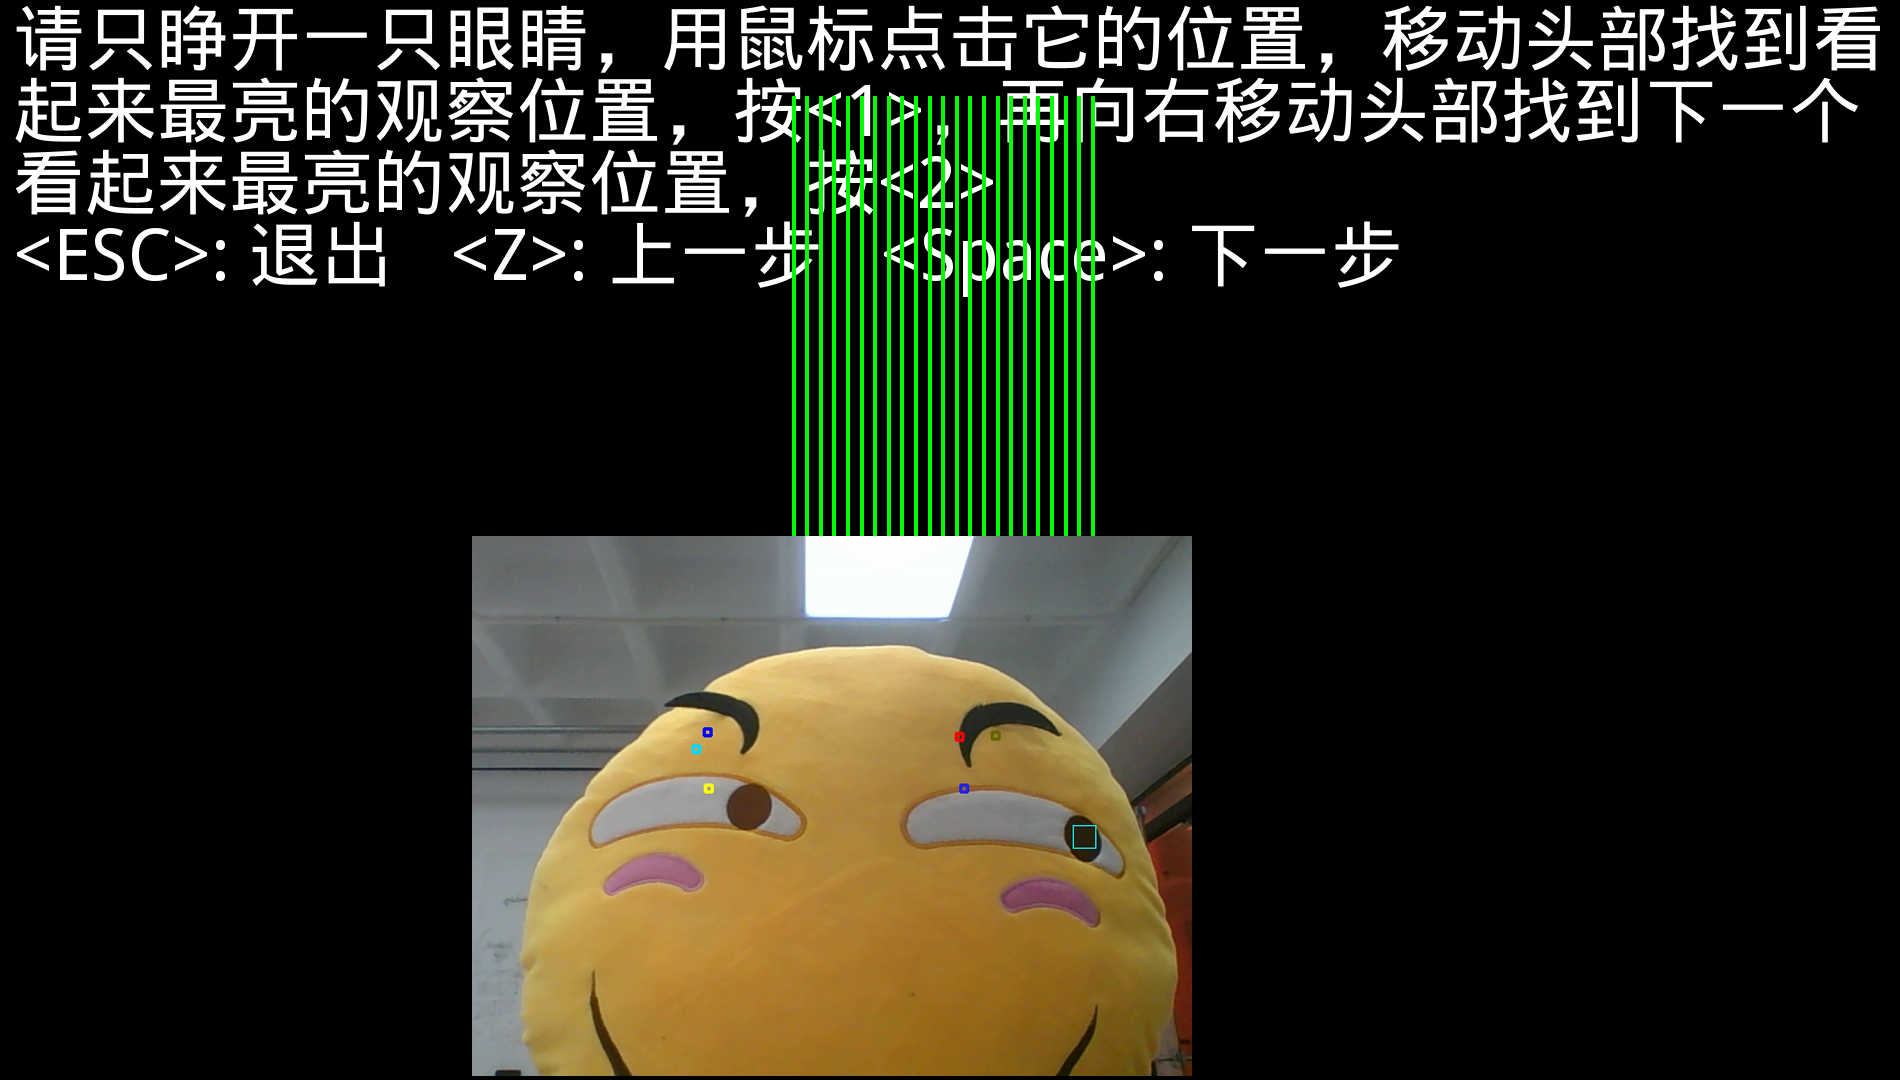 请只睁开一只眼睛，用鼠标点击它的位置，移动头部找到看
起来最亮的观察位置，按<1>，再向右移动头部找到下一个
看起来最亮的观察位置，按<2>
<ESC>: 退出 <Z>: 上一步 <Space>: 下一步